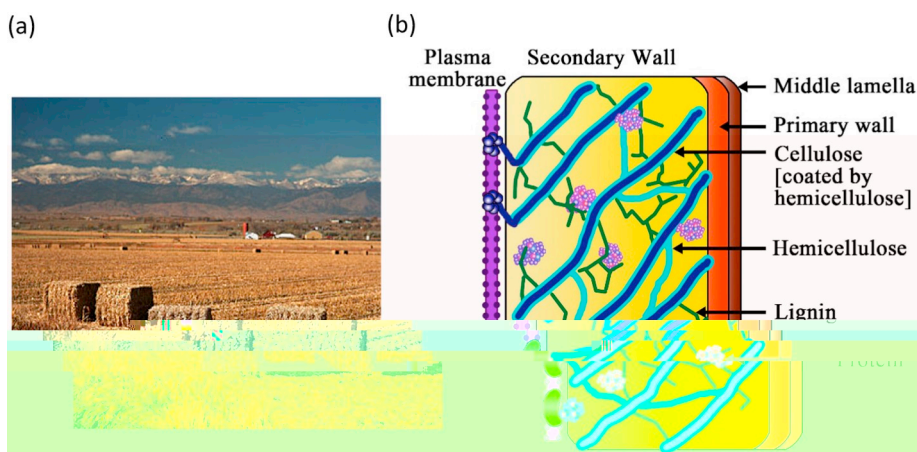 (a)
(b)
Plasma
membrane
Secondary Wall
Middle lamella
Primary wall
Cellulose
[coated by
hemicellulose]
Hemicellulose
Lignin